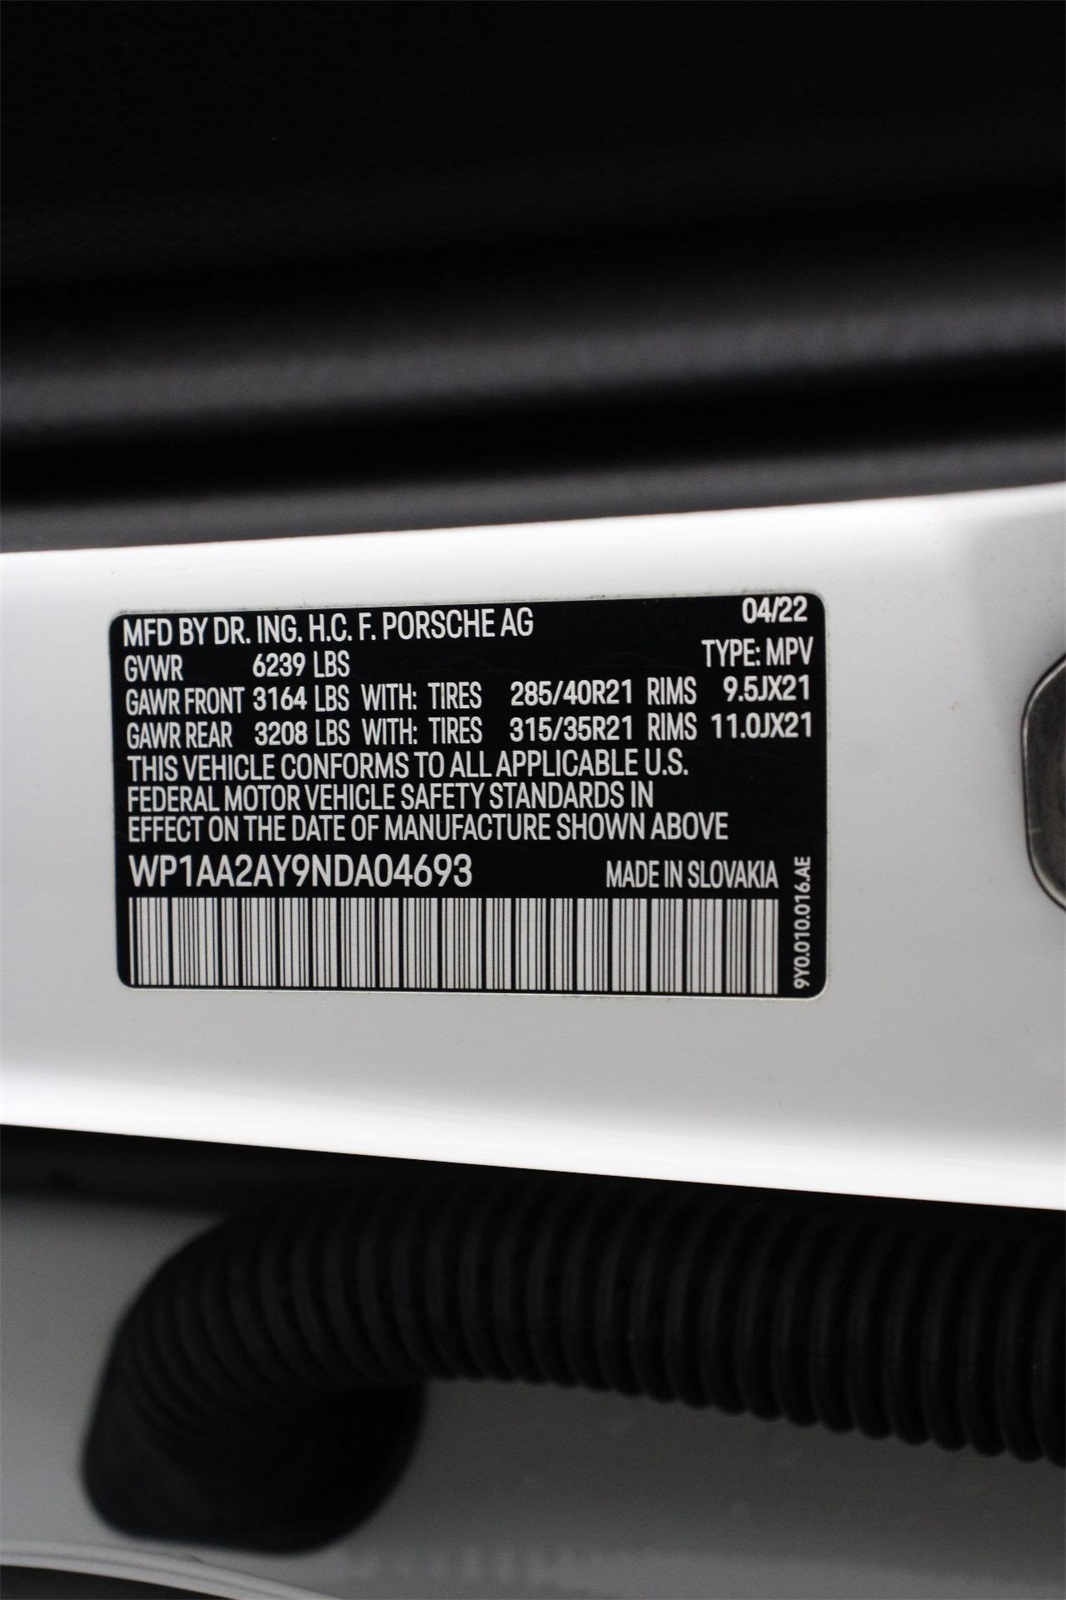 MFD BY DR. ING. H.C. F. PORSCHE AG 04/22
GVWR 6239 LBS TYPE: MPV
GAWR FRONT 3164 LBS WITH: TIRES 285/40R21 RIMS 9.5JX21
GAWR REAR 3208 LBS WITH: TIRES 315/35R21 RIMS 11.0JX21
THIS VEHICLE CONFORMS TO ALL APPLICABLE U.S.
FEDERAL MOTOR VEHICLE SAFETY STANDARDS IN
EFFECT ON THE DATE OF MANUFACTURE SHOWN ABOVE
WP1AA2AY9NDA04693 MADE IN SLOVAKIA
9Y0.010.016.AE